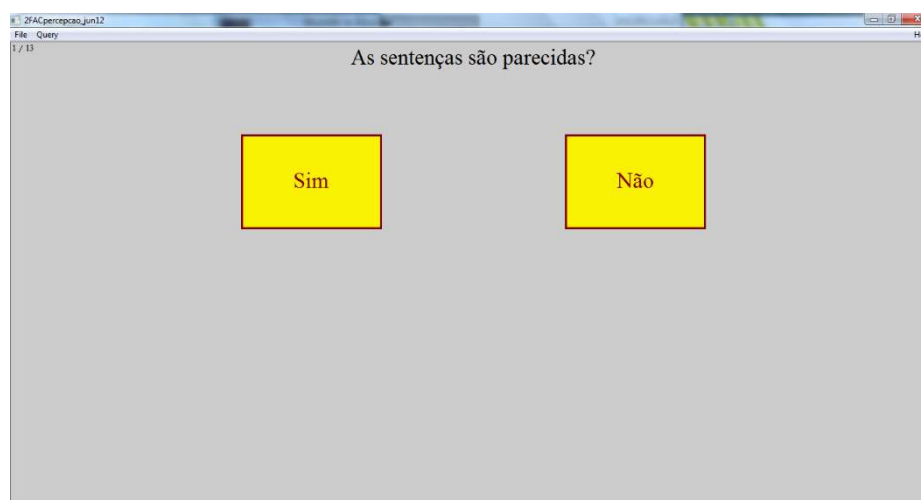 2FACpercepcao_jun12
File Query H
1 / 13
As sentenças são parecidas?
Sim Não